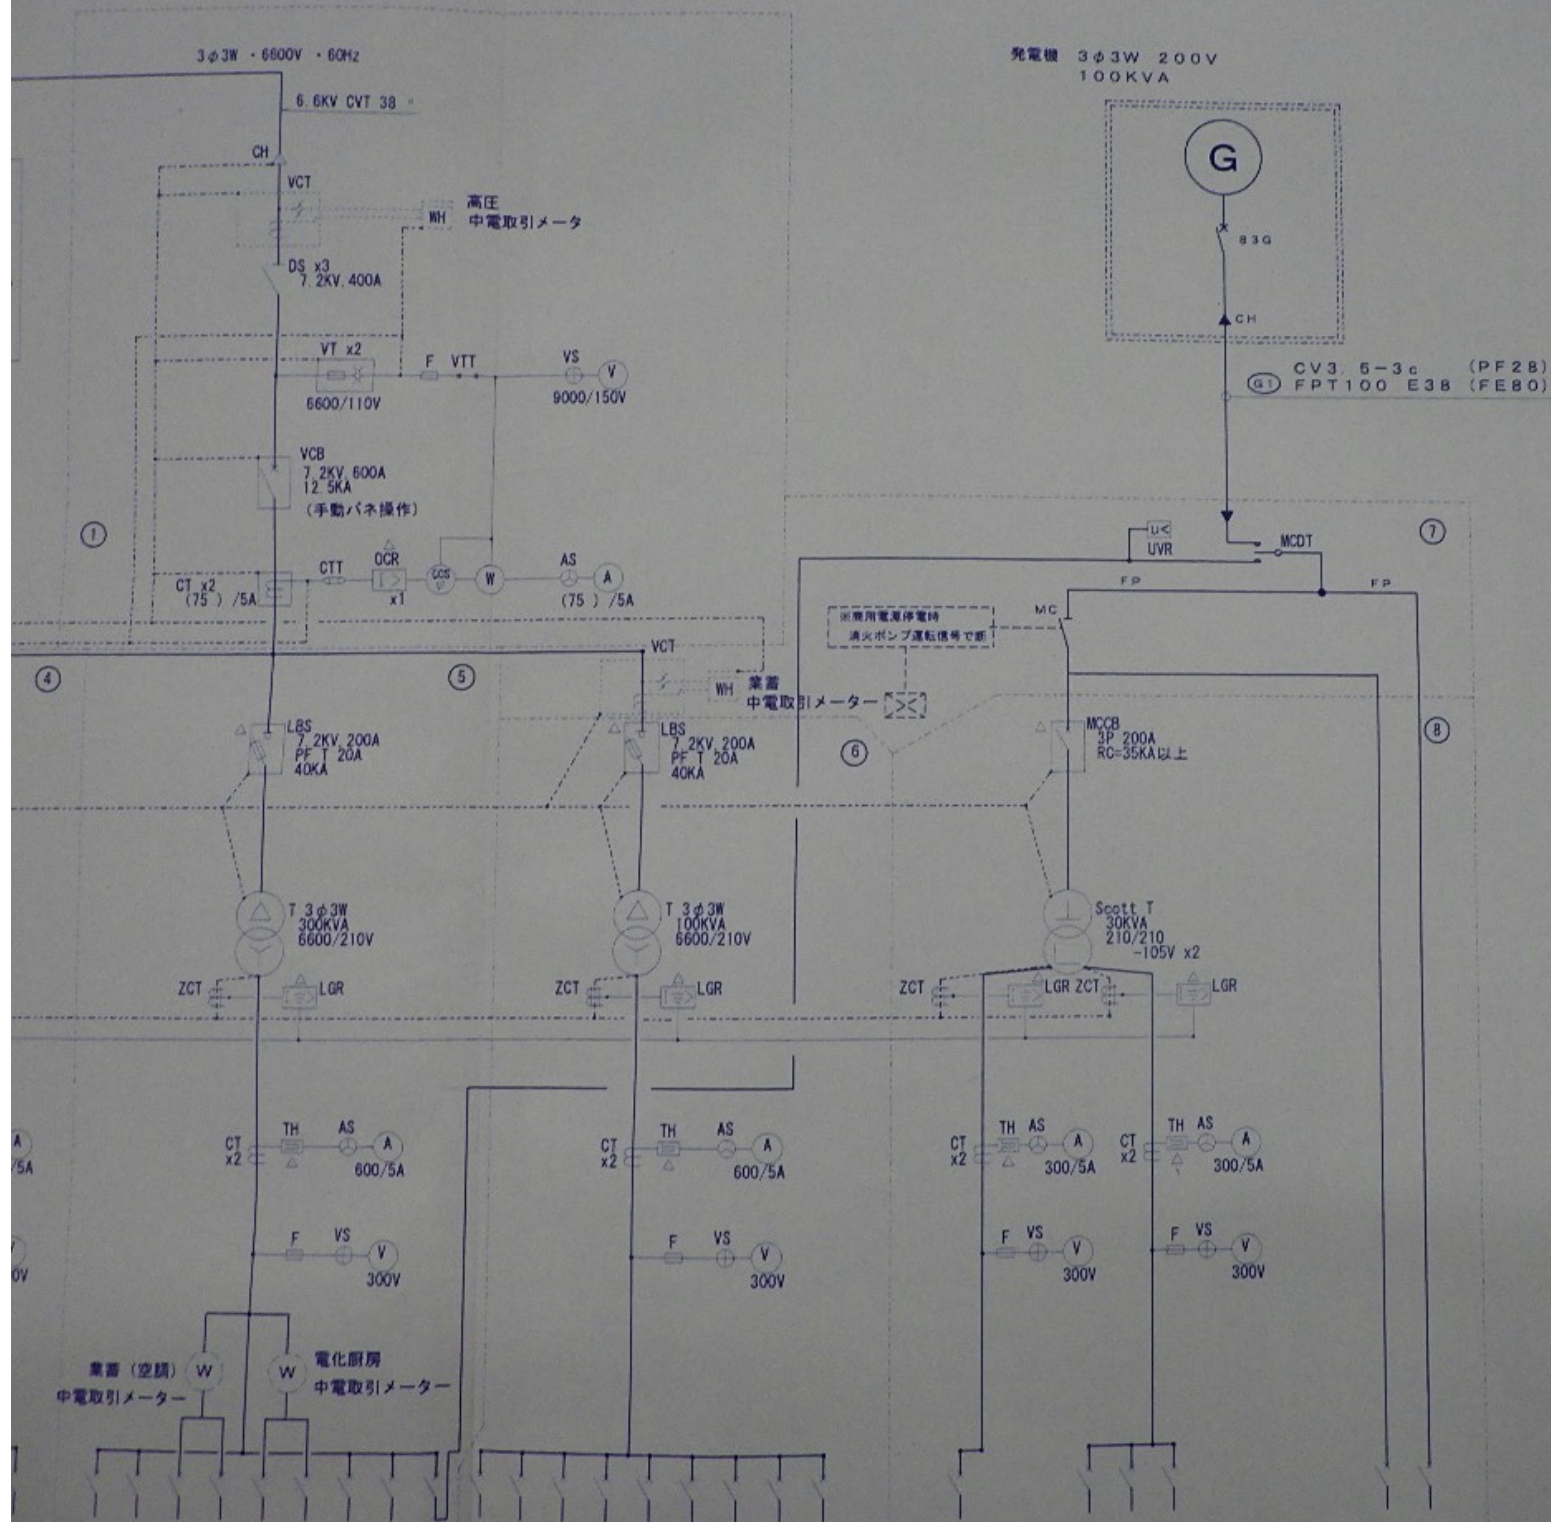 3φ3W ・6600V ・60Hz
6.6KV CVT 38 □
CH
VCT
WH
高圧
中電取引メータ
DS x3
7.2KV,400A
VT x2
6600/110V
F
VTT
VS
V
9000/150V
VCB
7.2KV,600A
12.5KA
(手動バネ操作)
①
CT x2
(75 ) /5A
CTT
OCR
x1
W
AS
A
(75 ) /5A
発電機 3φ3W 200V
100KVA
G
83G
CH
G1
CV3.5-3c (PF28)
FPT100 E38 (FE80)
U<
UVR
MCDT
⑦
FP
FP
MC
※商用電源停電時
消火ポンプ運転信号で断
④
⑤
VCT
WH
業蓄
中電取引メーター
⑥
⑧
LBS
7.2KV,200A
PF T 20A
40KA
LBS
7.2KV,200A
PF T 20A
40KA
MCCB
3P 200A
RC=35KA以上
T 3φ3W
300KVA
6600/210V
T 3φ3W
100KVA
6600/210V
Scott T
30KVA
210/210
-105V x2
ZCT
LGR
ZCT
LGR
ZCT
LGR
ZCT
LGR
A
/5A
CT
x2
TH
AS
A
600/5A
CT
x2
TH
AS
A
600/5A
CT
x2
TH
AS
A
300/5A
CT
x2
TH
AS
A
300/5A
0V
F
VS
V
300V
F
VS
V
300V
F
VS
V
300V
F
VS
V
300V
業蓄(空調)
中電取引メーター
W
W
電化厨房
中電取引メーター